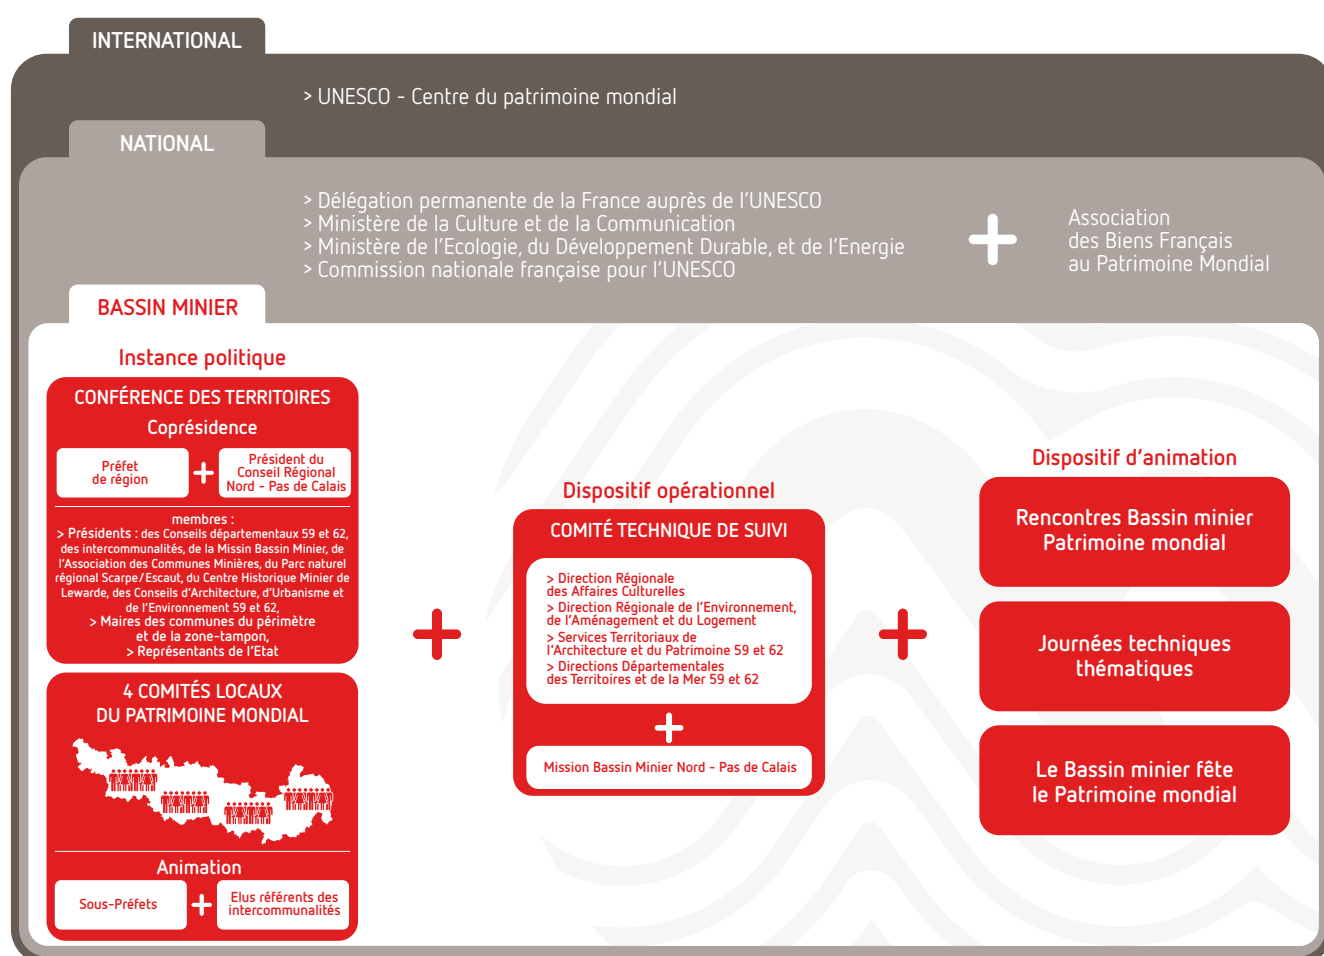 INTERNATIONAL
> UNESCO - Centre du patrimoine mondial
NATIONAL
> Délégation permanente de la France auprès de l'UNESCO
> Ministère de la Culture et de la Communication
> Ministère de l'Ecologie, du Développement Durable, et de l'Energie
> Commission nationale française pour l'UNESCO
+
Association
des Biens Français
au Patrimoine Mondial
BASSIN MINIER
Instance politique
CONFÉRENCE DES TERRITOIRES
Coprésidence
Préfet
de région
+
Président du
Conseil Régional
Nord - Pas de Calais
membres :
> Présidents : des Conseils départementaux 59 et 62,
des intercommunalités, de la Missin Bassin Minier, de
l'Association des Communes Minières, du Parc naturel
régional Scarpe/Escaut, du Centre Historique Minier de
Lewarde, des Conseils d'Architecture, d'Urbanisme et
de l'Environnement 59 et 62,
> Maires des communes du périmètre
et de la zone-tampon,
> Représentants de l'Etat
4 COMITÉS LOCAUX
DU PATRIMOINE MONDIAL
Animation
Sous-Préfets
+
Elus référents des
intercommunalités
+
Dispositif opérationnel
COMITÉ TECHNIQUE DE SUIVI
> Direction Régionale
des Affaires Culturelles
> Direction Régionale de l'Environnement,
de l'Aménagement et du Logement
> Services Territoriaux de
l'Architecture et du Patrimoine 59 et 62
> Directions Départementales
des Territoires et de la Mer 59 et 62
+
Mission Bassin Minier Nord - Pas de Calais
+
Dispositif d'animation
Rencontres Bassin minier
Patrimoine mondial
Journées techniques
thématiques
Le Bassin minier fête
le Patrimoine mondial